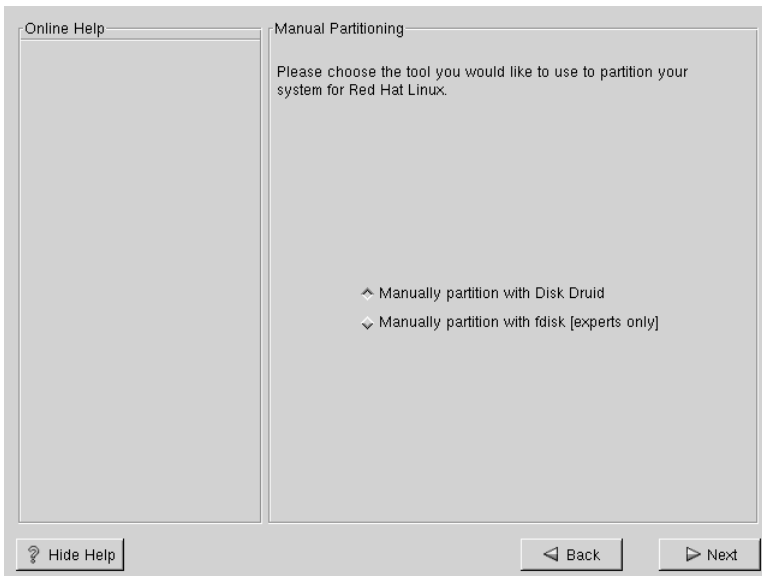 Online Help
Manual Partitioning
Please choose the tool you would like to use to partition your
system for Red Hat Linux.
Manually partition with Disk Druid
Manually partition with fdisk [experts only]
? Hide Help
Back
Next